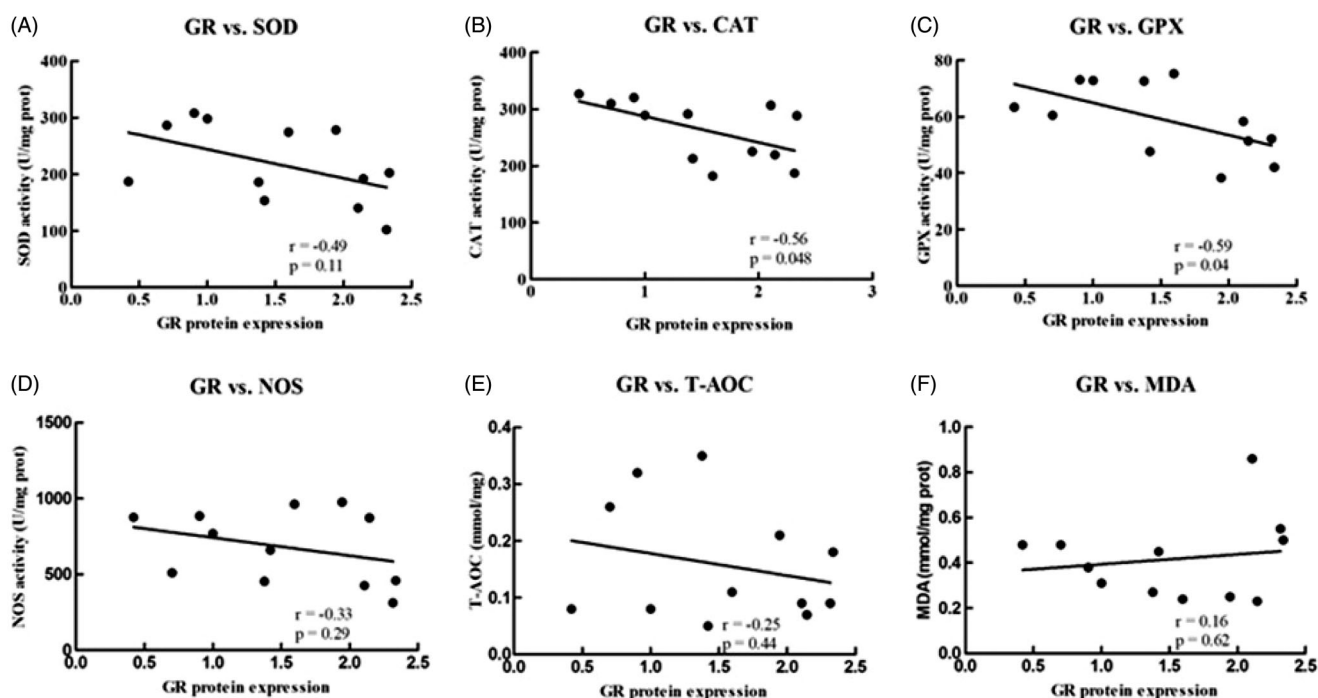 (A)
GR vs. SOD
SOD activity (U/mg prot)
400
300
200
100
0
0.0 0.5 1.0 1.5 2.0 2.5
r = -0.49
p = 0.11
GR protein expression
(B)
GR vs. CAT
CAT activity (U/mg prot)
400
300
200
100
0
0 1 2 3
r = -0.56
p = 0.048
GR protein expression
(C)
GR vs. GPX
GPX activity (U/mg prot)
80
60
40
20
0
0.0 0.5 1.0 1.5 2.0 2.5
r = -0.59
p = 0.04
GR protein expression
(D)
GR vs. NOS
NOS activity (U/mg prot)
1500
1000
500
0
0.0 0.5 1.0 1.5 2.0 2.5
r = -0.33
p = 0.29
GR protein expression
(E)
GR vs. T-AOC
T-AOC (mmol/mg)
0.4
0.3
0.2
0.1
0.0
0.0 0.5 1.0 1.5 2.0 2.5
r = -0.25
p = 0.44
GR protein expression
(F)
GR vs. MDA
MDA (mmol/mg prot)
1.0
0.8
0.6
0.4
0.2
0.0
0.0 0.5 1.0 1.5 2.0 2.5
r = 0.16
p = 0.62
GR protein expression